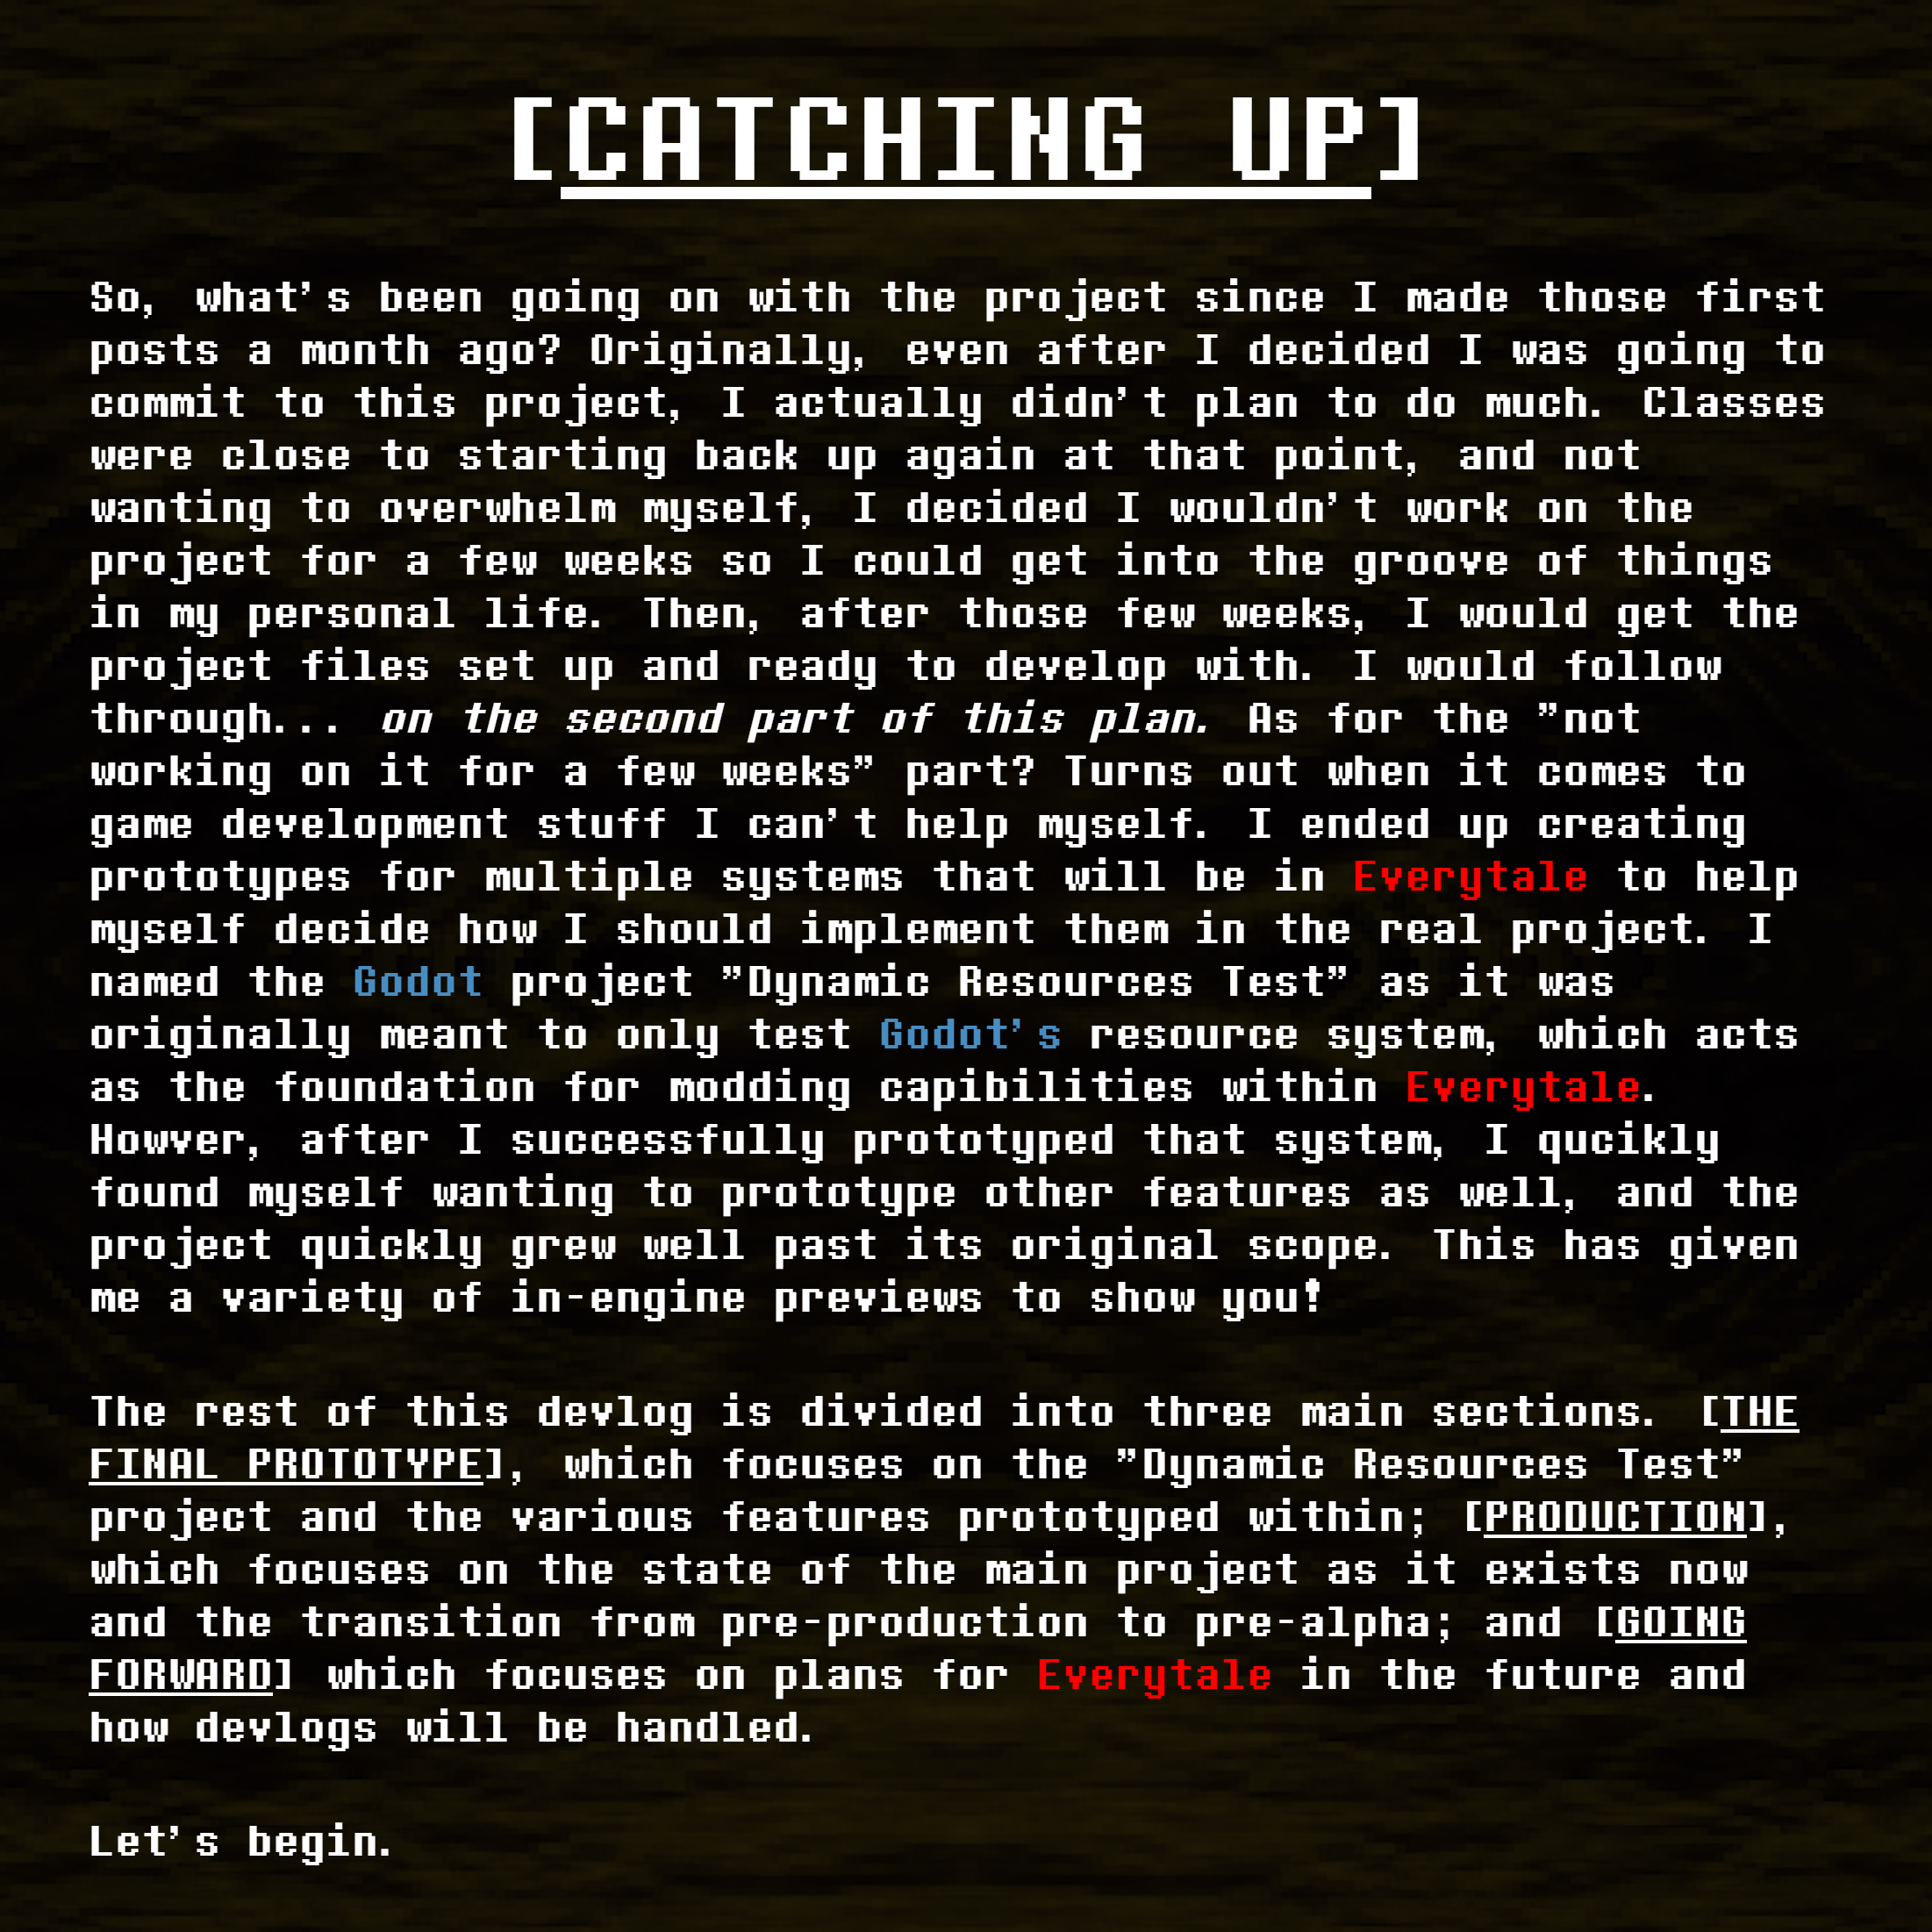 [CATCHING UP]
So, what's been going on with the project since I made those first
posts a month ago? Originally, even after I decided I was going to
commit to this project, I actually didn't plan to do much. Classes
were close to starting back up again at that point, and not
wanting to overwhelm myself, I decided I wouldn't work on the
project for a few weeks so I could get into the groove of things
in my personal life. Then, after those few weeks, I would get the
project files set up and ready to develop with. I would follow
through... on the second part of this plan. As for the "not
working on it for a few weeks" part? Turns out when it comes to
game development stuff I can't help myself. I ended up creating
prototypes for multiple systems that will be in Everytale to help
myself decide how I should implement them in the real project. I
named the Godot project "Dynamic Resources Test" as it was
originally meant to only test Godot's resource system, which acts
as the foundation for modding capibilities within Everytale.
Howver, after I successfully prototyped that system, I qucikly
found myself wanting to prototype other features as well, and the
project quickly grew well past its original scope. This has given
me a variety of in-engine previews to show you!
The rest of this devlog is divided into three main sections. [THE
FINAL PROTOTYPE], which focuses on the "Dynamic Resources Test"
project and the various features prototyped within; [PRODUCTION],
which focuses on the state of the main project as it exists now
and the transition from pre-production to pre-alpha; and [GOING
FORWARD] which focuses on plans for Everytale in the future and
how devlogs will be handled.
Let's begin.